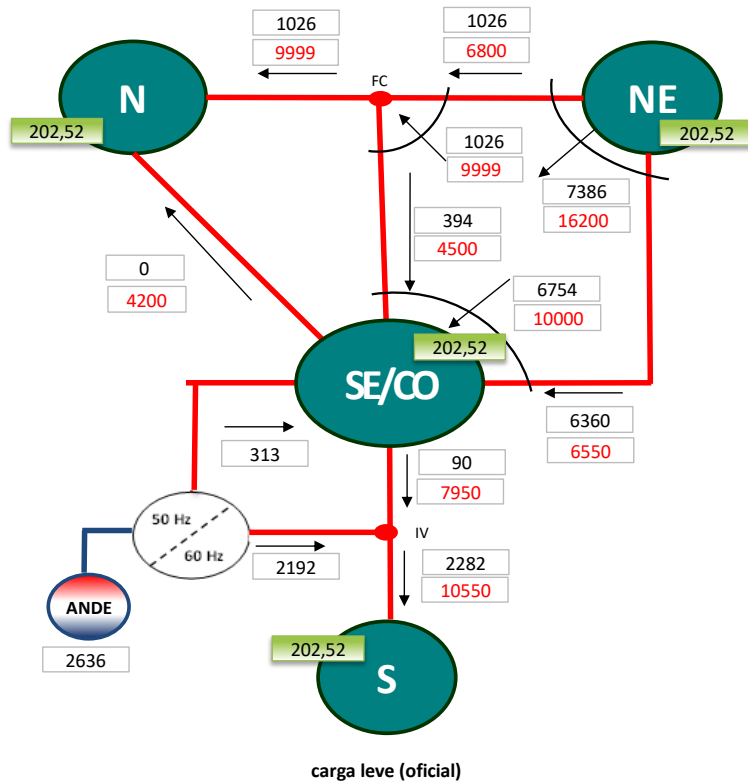 1026
9999
1026
6800
FC
N
NE
202,52
202,52
1026
9999
7386
16200
394
4500
0
4200
6754
10000
202,52
SE/CO
6360
6550
313
90
7950
50 Hz
60 Hz
IV
2192
2282
10550
ANDE
2636
202,52
S
carga leve (oficial)